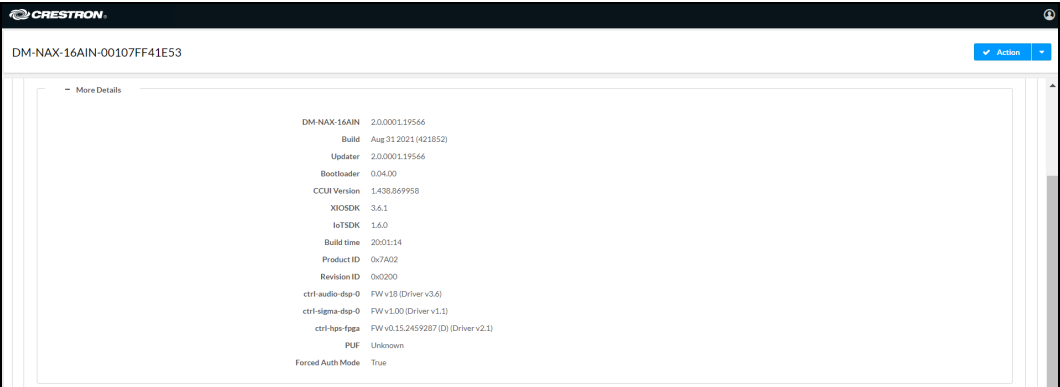 CRESTRON.
DM-NAX-16AIN-00107FF41E53
Action
− More Details
DM-NAX-16AIN 2.0.0001.19566
Build Aug 31 2021 (421852)
Updater 2.0.0001.19566
Bootloader 0.04.00
CCUI Version 1.438.869958
XIOSDK 3.6.1
IoTSDK 1.6.0
Build time 20:01:14
Product ID 0x7A02
Revision ID 0x0200
ctrl-audio-dsp-0 FW v18 (Driver v3.6)
ctrl-sigma-dsp-0 FW v1.00 (Driver v1.1)
ctrl-hps-fpga FW v0.15.2459287 (D) (Driver v2.1)
PUF Unknown
Forced Auth Mode True